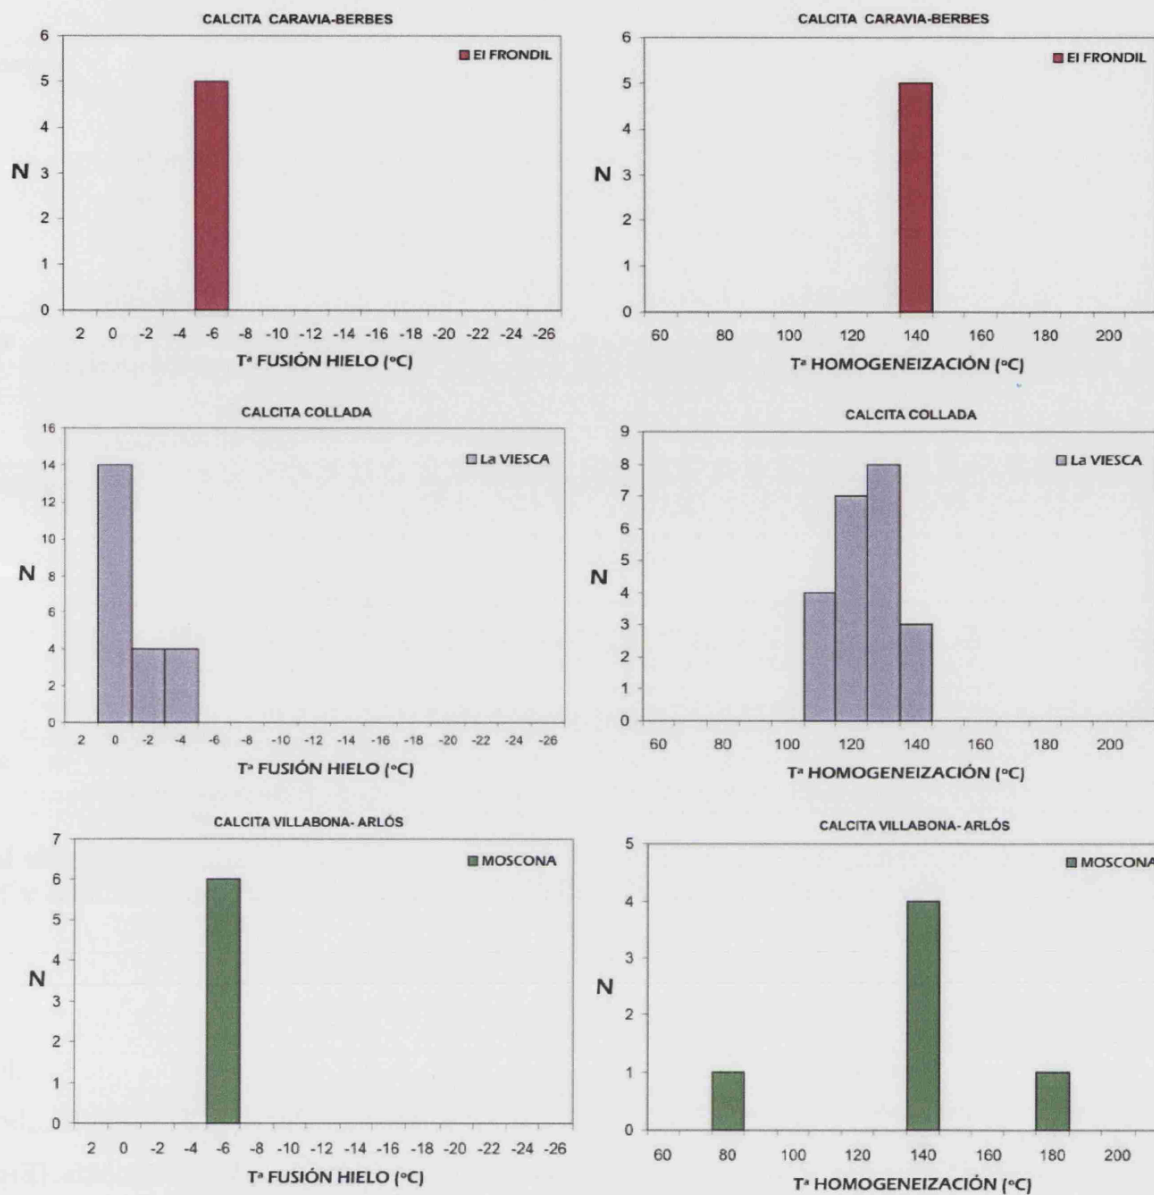 CALCITA CARAVIA-BERBES
El FRONDIL
6
5
4
3
2
1
0
N
2 0 -2 -4 -6 -8 -10 -12 -14 -16 -18 -20 -22 -24 -26
Tª FUSIÓN HIELO (ºC)
CALCITA CARAVIA-BERBES
El FRONDIL
6
5
4
3
2
1
0
N
60 80 100 120 140 160 180 200
Tª HOMOGENEIZACIÓN (ºC)
CALCITA COLLADA
La VIESCA
16
14
12
10
8
6
4
2
0
N
2 0 -2 -4 -6 -8 -10 -12 -14 -16 -18 -20 -22 -24 -26
Tª FUSIÓN HIELO (ºC)
CALCITA COLLADA
La VIESCA
9
8
7
6
5
4
3
2
1
0
N
60 80 100 120 140 160 180 200
Tª HOMOGENEIZACIÓN (ºC)
CALCITA VILLABONA- ARLÓS
MOSCONA
7
6
5
4
3
2
1
0
N
2 0 -2 -4 -6 -8 -10 -12 -14 -16 -18 -20 -22 -24 -26
Tª FUSIÓN HIELO (ºC)
CALCITA VILLABONA- ARLÓS
MOSCONA
5
4
3
2
1
0
N
60 80 100 120 140 160 180 200
Tª HOMOGENEIZACIÓN (ºC)